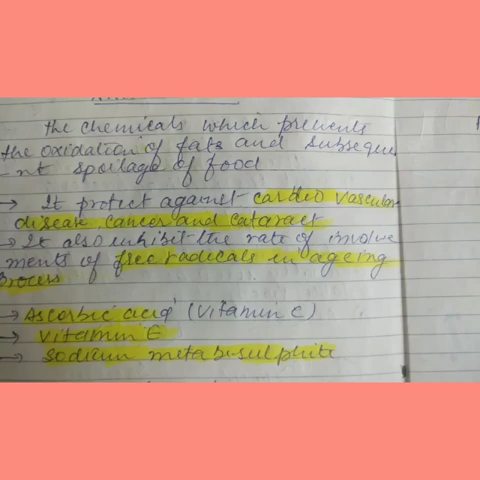 the chemicals which prevents
the oxidation of fats and subseque
-nt spoilage of food
→ It protect against cardio vascular
disease, cancer and cataract
→ It also inhibit the rate of involve
ments of free radicals in ageing
process
→ Ascorbic acid (Vitamin C)
→ Vitamin E
→ Sodium metabisulphite